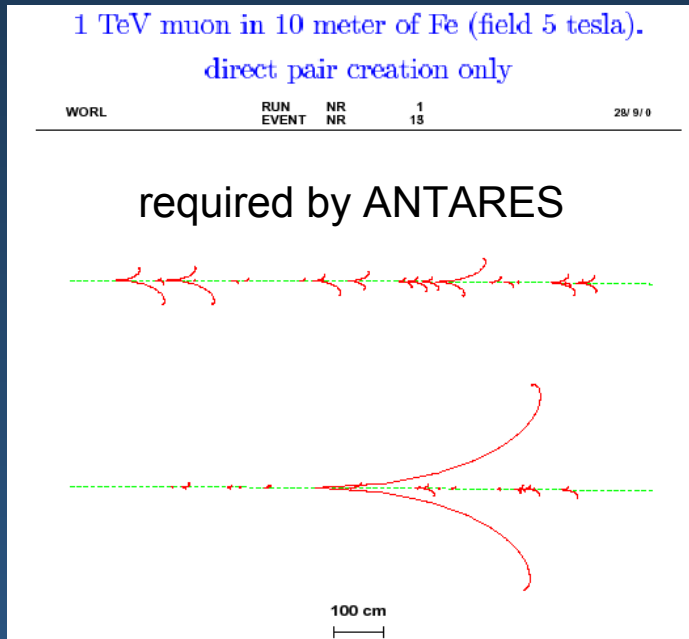 1 TeV muon in 10 meter of Fe (field 5 tesla).
direct pair creation only
WORL RUN NR 1 28/ 9/ 0
EVENT NR 18
required by ANTARES
100 cm